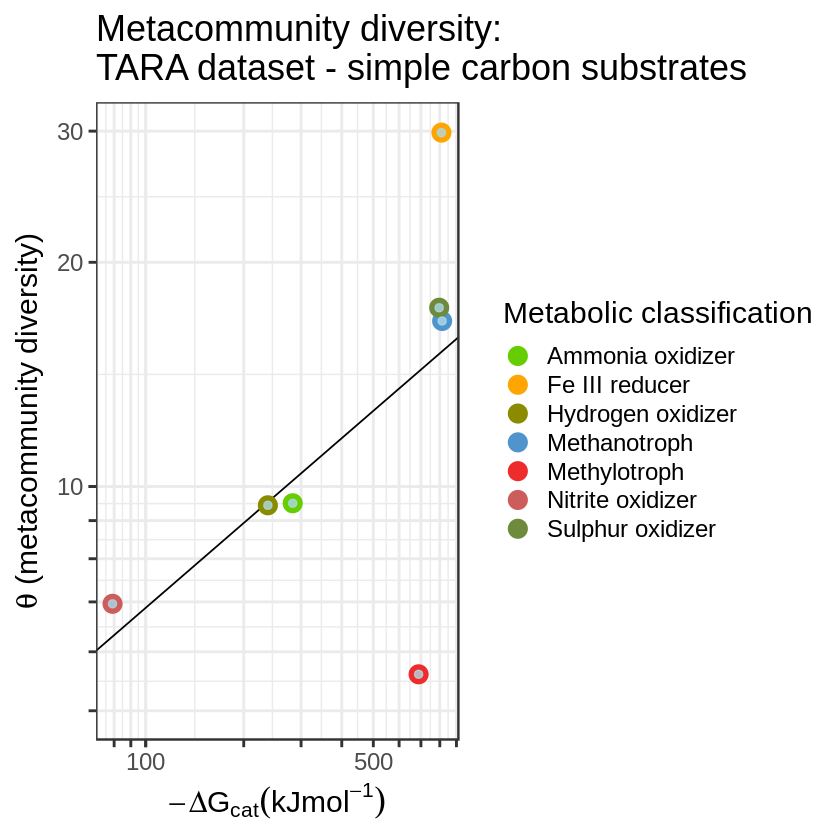 Metacommunity diversity:
TARA dataset - simple carbon substrates
30
20
10
θ (metacommunity diversity)
100
500
−ΔGcat(kJmol−1)
Metabolic classification
Ammonia oxidizer
Fe III reducer
Hydrogen oxidizer
Methanotroph
Methylotroph
Nitrite oxidizer
Sulphur oxidizer